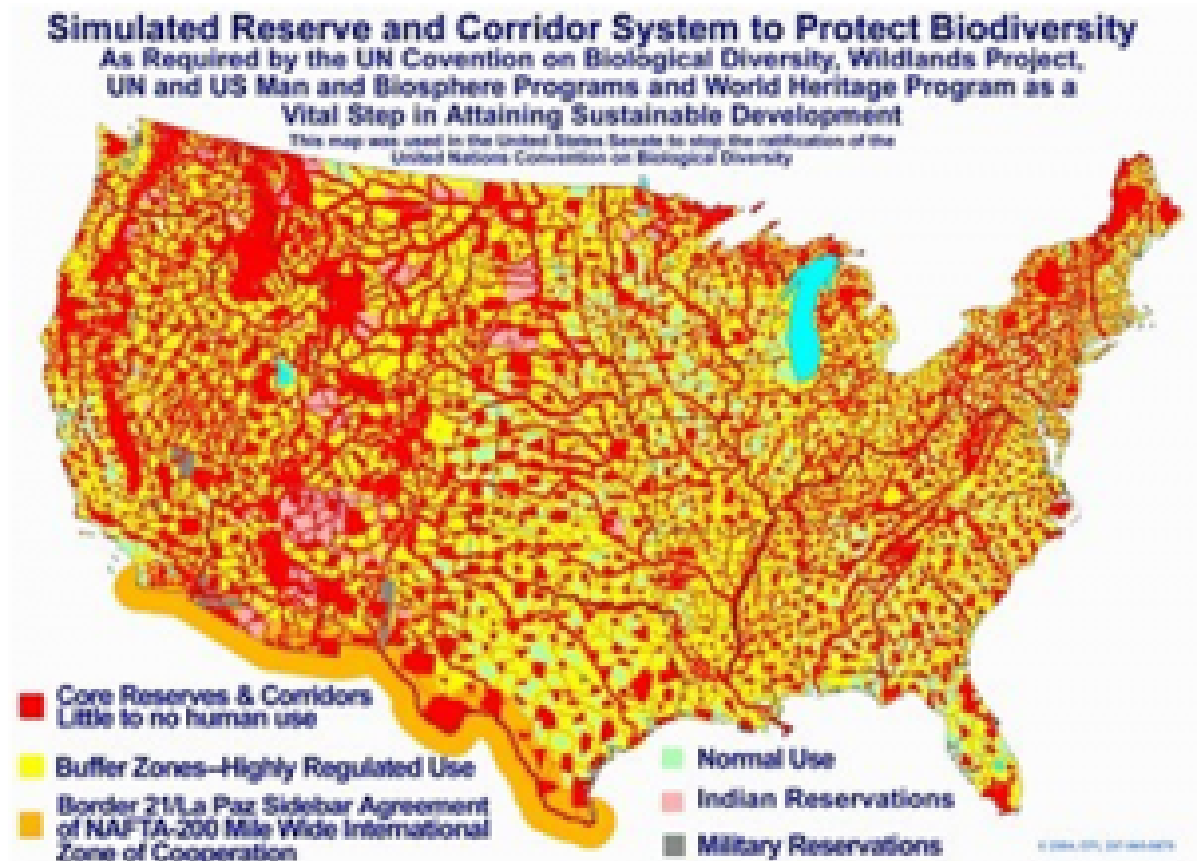 Simulated Reserve and Corridor System to Protect Biodiversity
As Required by the UN Covention on Biological Diversity, Wildlands Project,
UN and US Man and Biosphere Programs and World Heritage Program as a
Vital Step in Attaining Sustainable Development
This map was used in the United States Senate to stop the ratification of the
United Nations Convention on Biological Diversity
Core Reserves & Corridors
Little to no human use
Buffer Zones–Highly Regulated Use
Border 21/La Paz Sidebar Agreement
of NAFTA-200 Mile Wide International
Zone of Cooperation
Normal Use
Indian Reservations
Military Reservations